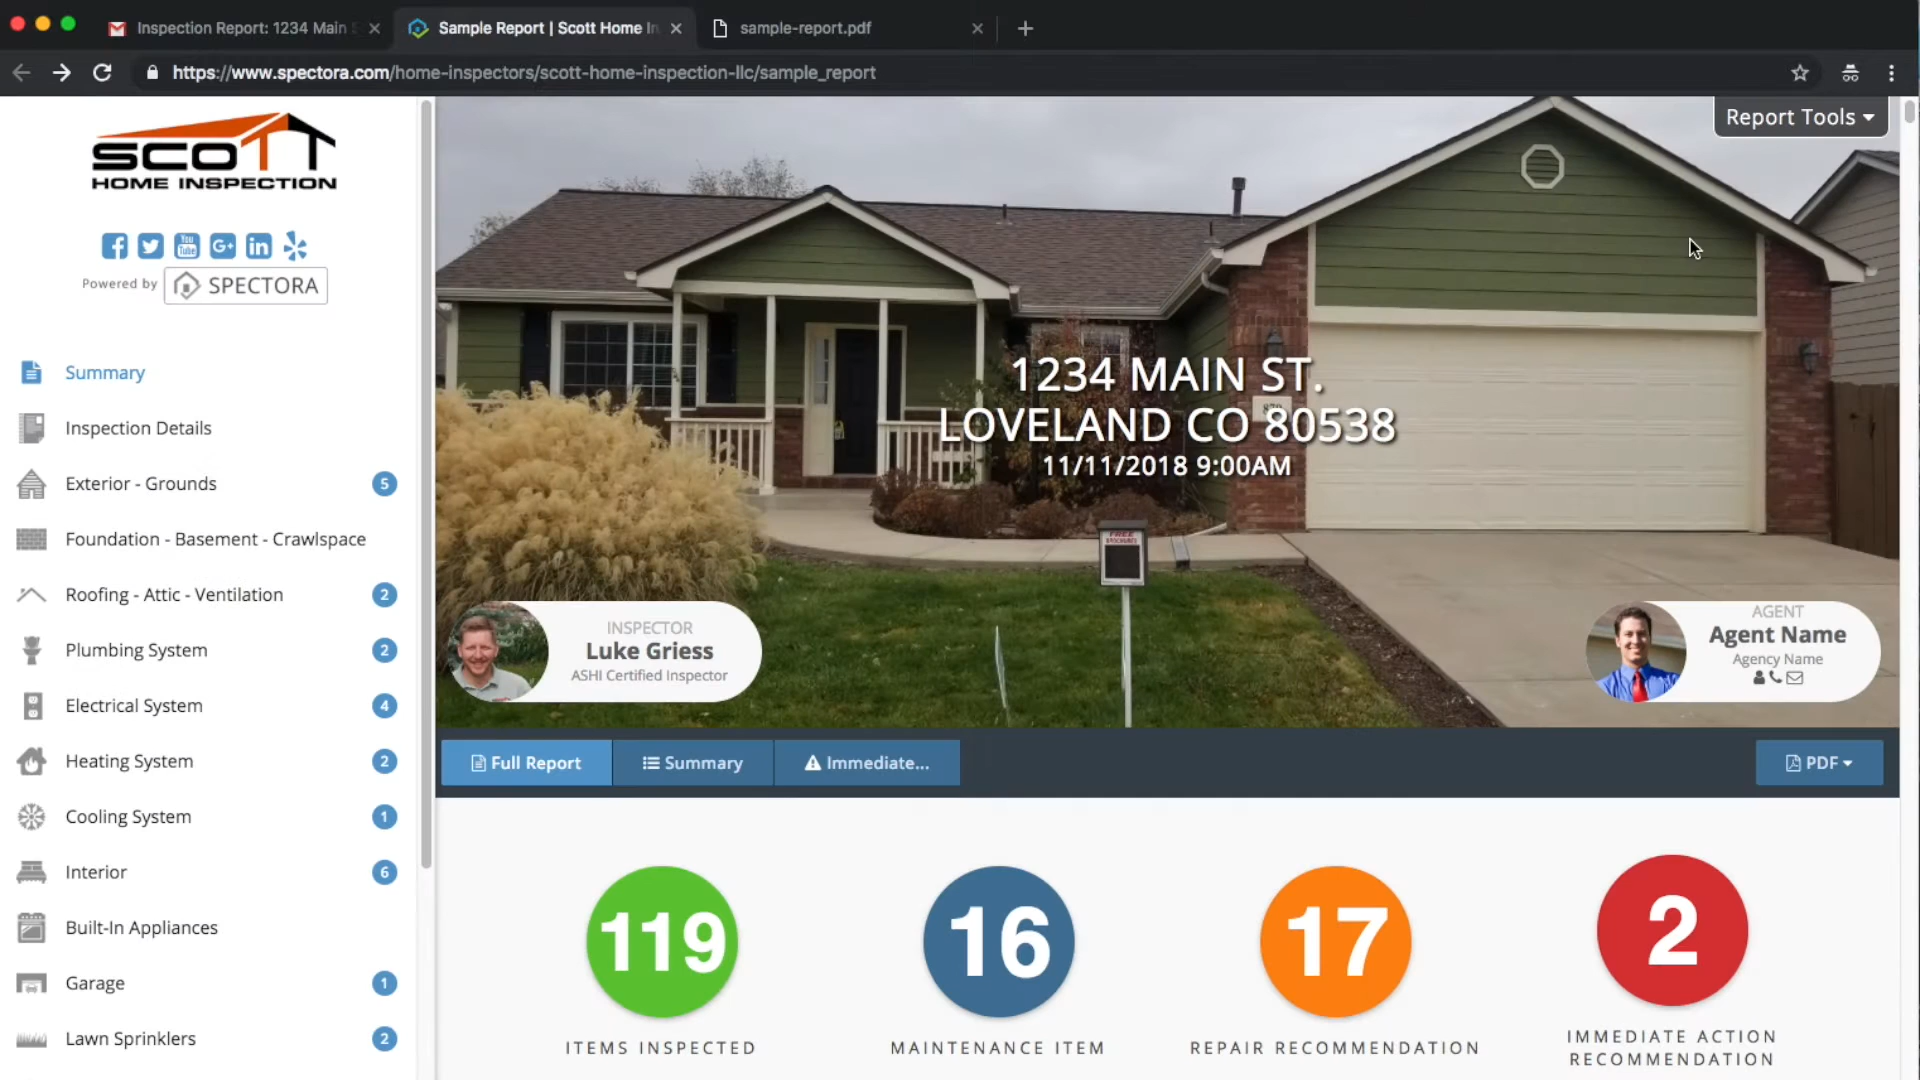 Inspection Report: 1234 Main
Sample Report | Scott Home In
sample-report.pdf
https://www.spectora.com/home-inspectors/scott-home-inspection-llc/sample_report
SCOTT
HOME INSPECTION
You
Tube
G+
in
Powered by SPECTORA
Summary
Inspection Details
Exterior - Grounds 5
Foundation - Basement - Crawlspace
Roofing - Attic - Ventilation 2
Plumbing System 2
Electrical System 4
Heating System 2
Cooling System 1
Interior 6
Built-In Appliances
Garage 1
Lawn Sprinklers 2
Report Tools
1234 MAIN ST.
LOVELAND CO 80538
11/11/2018 9:00AM
FREE
BROCHURES
INSPECTOR
Luke Griess
ASHI Certified Inspector
AGENT
Agent Name
Agency Name
Full Report
Summary
Immediate...
PDF
119
ITEMS INSPECTED
16
MAINTENANCE ITEM
17
REPAIR RECOMMENDATION
2
IMMEDIATE ACTION
RECOMMENDATION